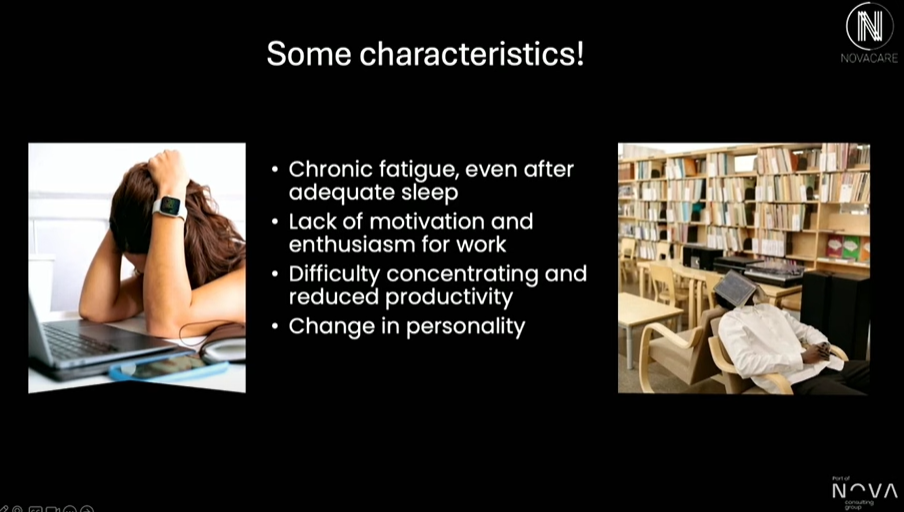 Some characteristics!
NOVACARE
• Chronic fatigue, even after
adequate sleep
• Lack of motivation and
enthusiasm for work
• Difficulty concentrating and
reduced productivity
• Change in personality
Part of
NOVA
consulting
group